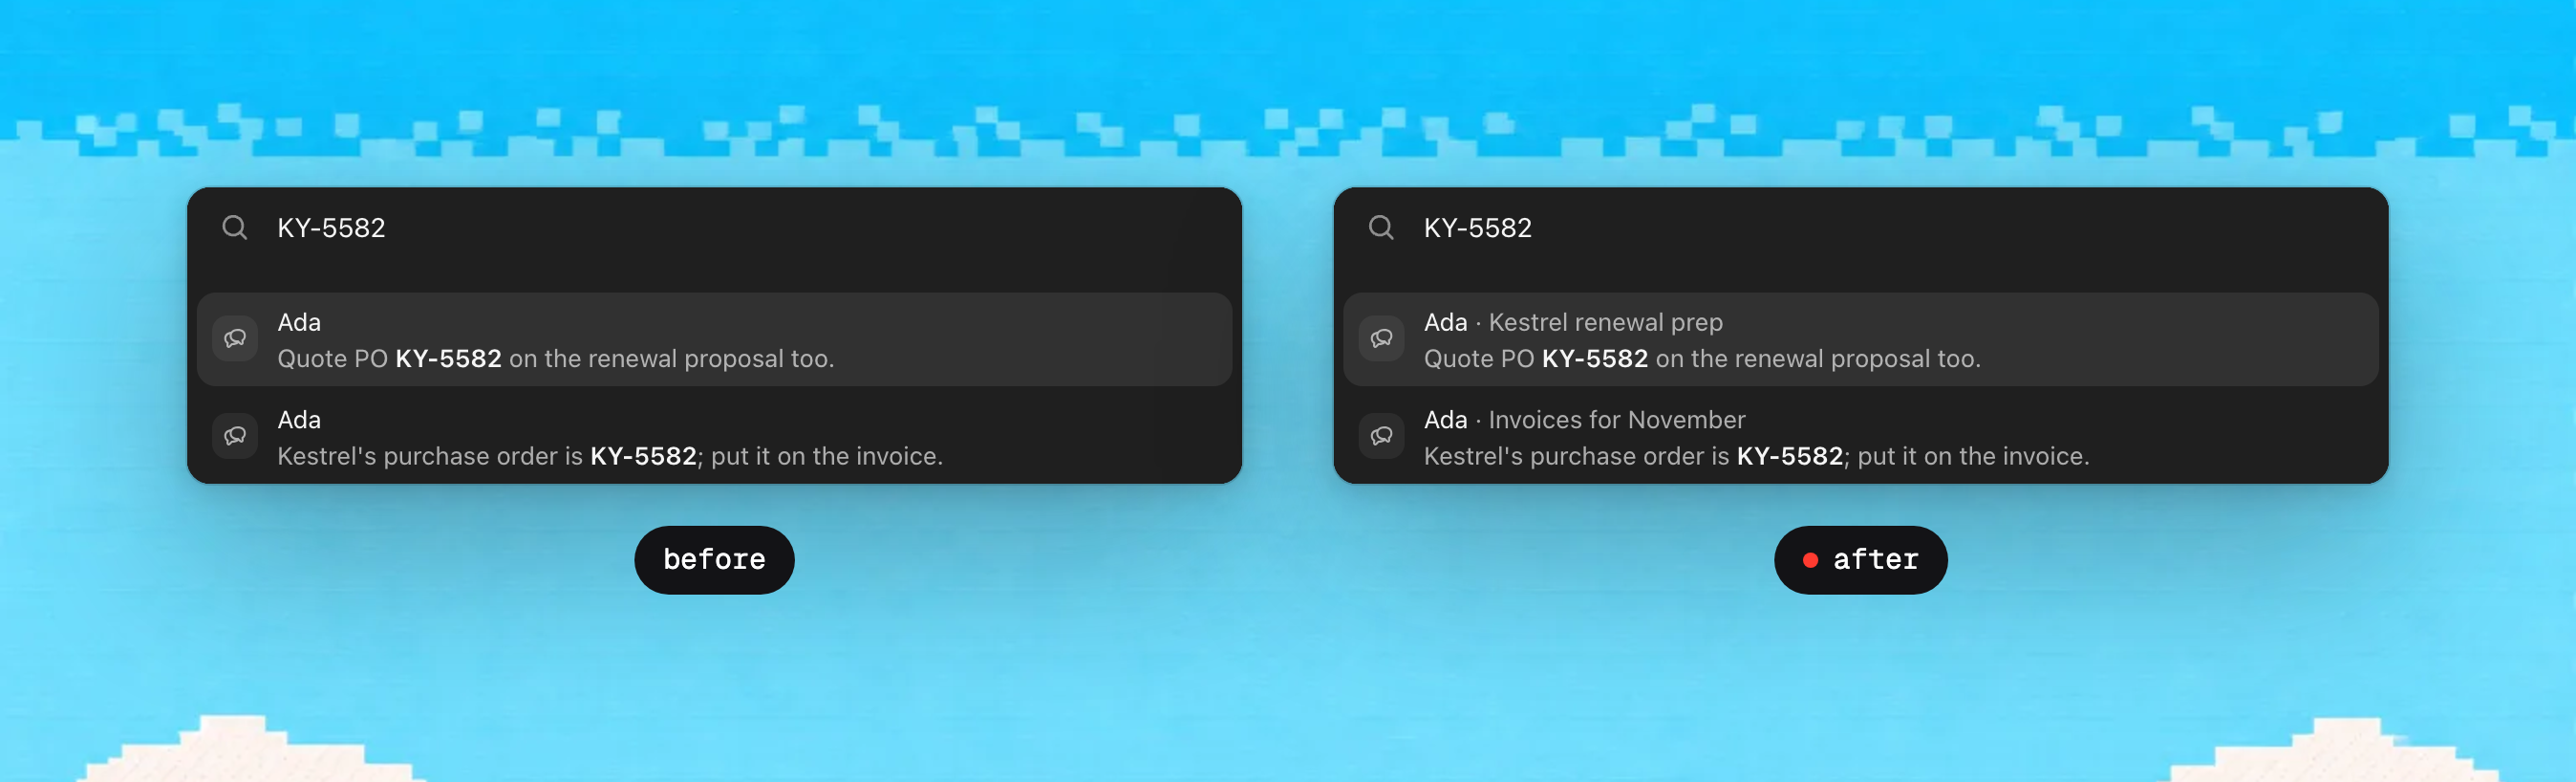 KY-5582
Ada
Quote PO KY-5582 on the renewal proposal too.
Ada
Kestrel's purchase order is KY-5582; put it on the invoice.
before
KY-5582
Ada · Kestrel renewal prep
Quote PO KY-5582 on the renewal proposal too.
Ada · Invoices for November
Kestrel's purchase order is KY-5582; put it on the invoice.
after